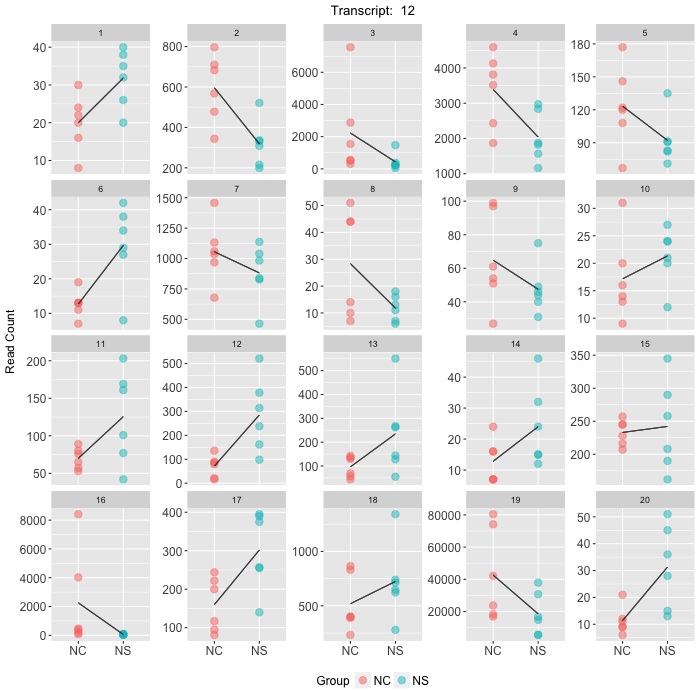 Transcript: 12
1 2 3 4 5
40 30 20 10
800 600 400 200
6000 4000 2000 0
4000 3000 2000 1000
180 150 120 90
6 7 8 9 10
40 30 20 10
1500 1250 1000 750 500
50 40 30 20 10
100 80 60 40
30 25 20 15 10
Read Count
11 12 13 14 15
200 150 100 50
500 400 300 200 100 0
500 400 300 200 100
40 30 20 10
350 300 250 200
16 17 18 19 20
8000 6000 4000 2000 0
400 300 200 100
1000 500
80000 60000 40000 20000
50 40 30 20 10
NC NS NC NS NC NS NC NS NC NS
Group NC NS